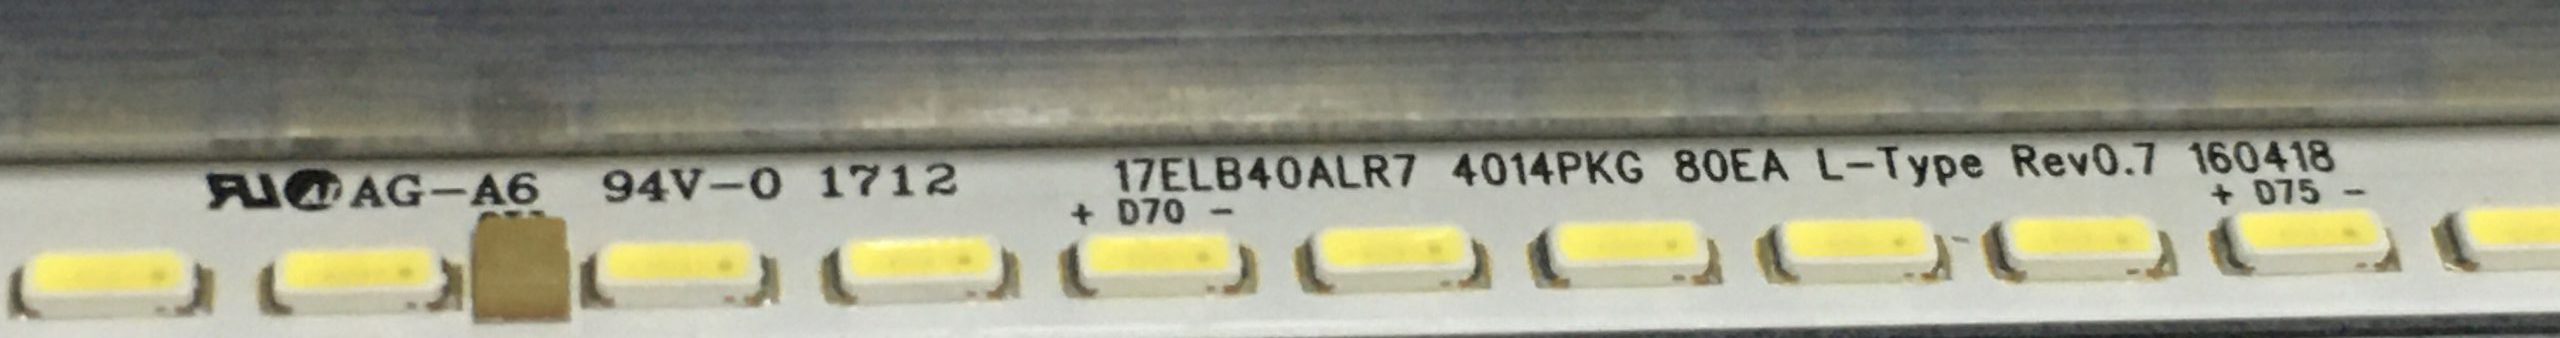 AG-A6 94V-0 1712 17ELB40ALR7 4014PKG 80EA L-Type Rev0.7 160418
+ D70 -
+ D75 -